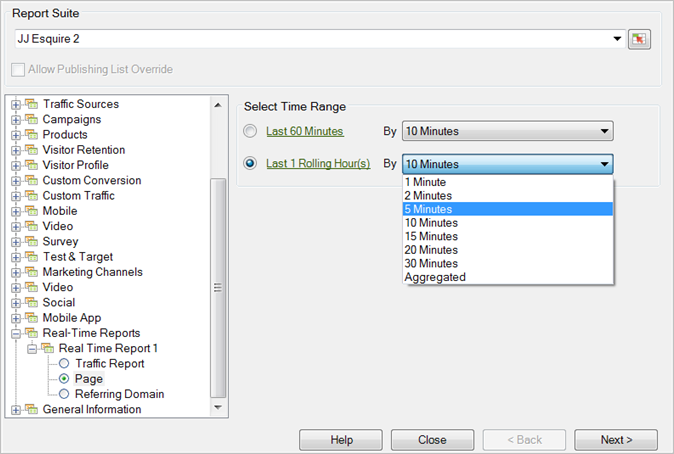 Report Suite
JJ Esquire 2
Allow Publishing List Override
Traffic Sources
Campaigns
Products
Visitor Retention
Visitor Profile
Custom Conversion
Custom Traffic
Mobile
Video
Survey
Test & Target
Marketing Channels
Video
Social
Mobile App
Real-Time Reports
Real Time Report 1
Traffic Report
Page
Referring Domain
General Information
Select Time Range
Last 60 Minutes By 10 Minutes
Last 1 Rolling Hour(s) By 10 Minutes
1 Minute
2 Minutes
5 Minutes
10 Minutes
15 Minutes
20 Minutes
30 Minutes
Aggregated
Help Close < Back Next >